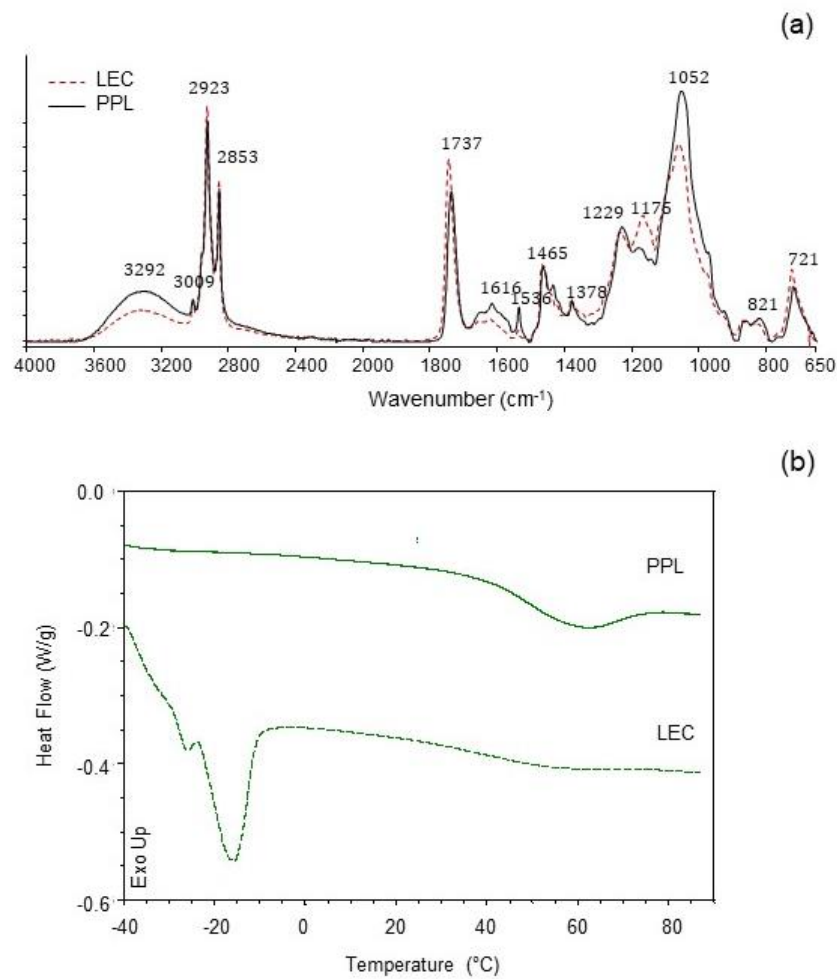 (a)
LEC
PPL
2923
2853
3292
3009
1737
1616
1536
1465
1378
1229
1175
1052
821
721
4000 3600 3200 2800 2400 2000 1800 1600 1400 1200 1000 800 650
Wavenumber (cm-1)
(b)
0.0
-0.2
-0.4
-0.6
Heat Flow (W/g)
Exo Up
PPL
LEC
-40 -20 0 20 40 60 80
Temperature (°C)